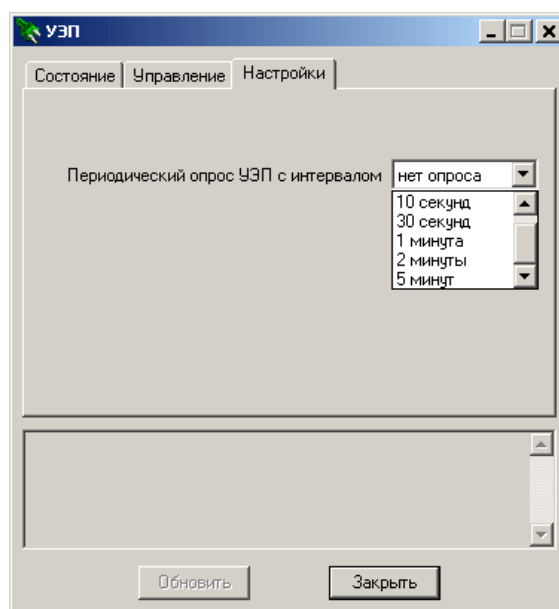 УЭП
Состояние Управление Настройки
Периодический опрос УЭП с интервалом нет опроса
10 секунд
30 секунд
1 минута
2 минуты
5 минут
Обновить Закрыть